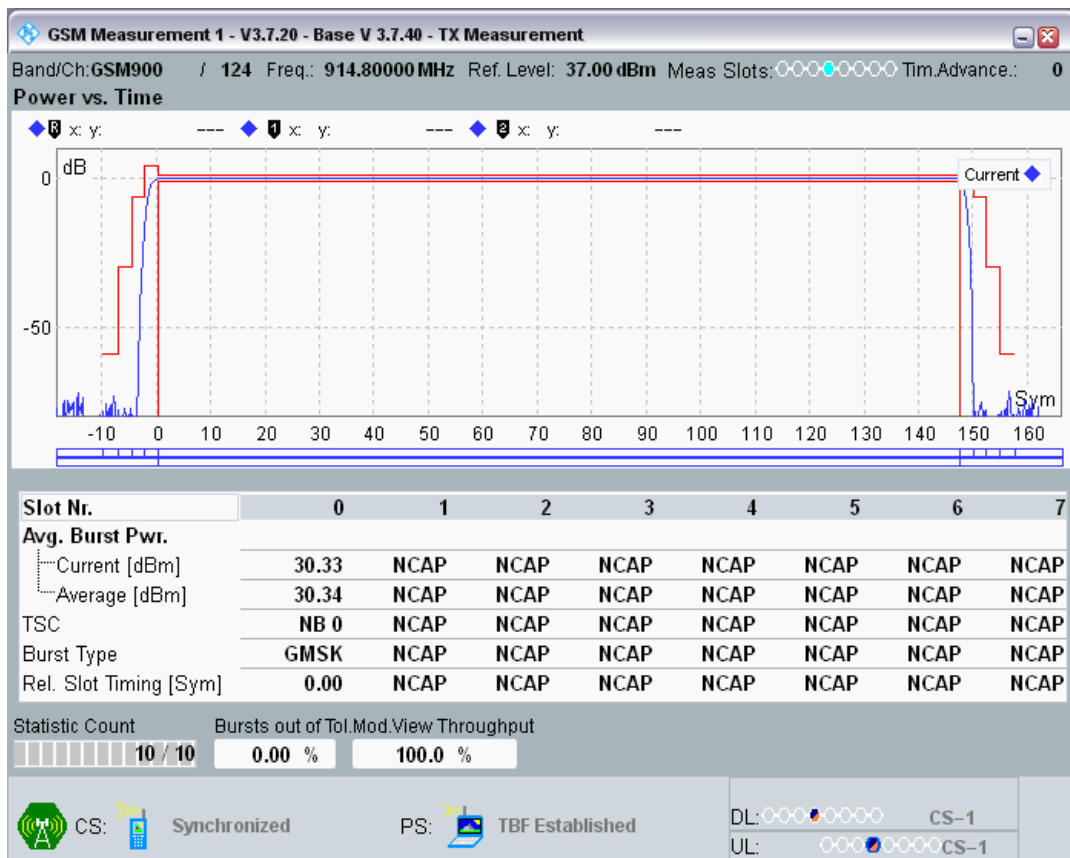 GSM Measurement 1 - V3.7.20 - Base V 3.7.40 - TX Measurement
Band/Ch:GSM900 / 124 Freq.: 914.80000 MHz Ref. Level: 37.00 dBm Meas Slots: Tim.Advance.: 0
Power vs. Time
R x: y: --- 1 x: y: --- 2 x: y: ---
dB
Current
0
-50
Sym
-10 0 10 20 30 40 50 60 70 80 90 100 110 120 130 140 150 160
Slot Nr. 0 1 2 3 4 5 6 7
Avg. Burst Pwr.
Current [dBm] 30.33 NCAP NCAP NCAP NCAP NCAP NCAP NCAP
Average [dBm] 30.34 NCAP NCAP NCAP NCAP NCAP NCAP NCAP
TSC NB 0 NCAP NCAP NCAP NCAP NCAP NCAP NCAP
Burst Type GMSK NCAP NCAP NCAP NCAP NCAP NCAP NCAP
Rel. Slot Timing [Sym] 0.00 NCAP NCAP NCAP NCAP NCAP NCAP NCAP
Statistic Count Bursts out of Tol.Mod.View Throughput
10 / 10 0.00 % 100.0 %
CS: Synchronized PS: TBF Established
DL: CS-1
UL: CS-1